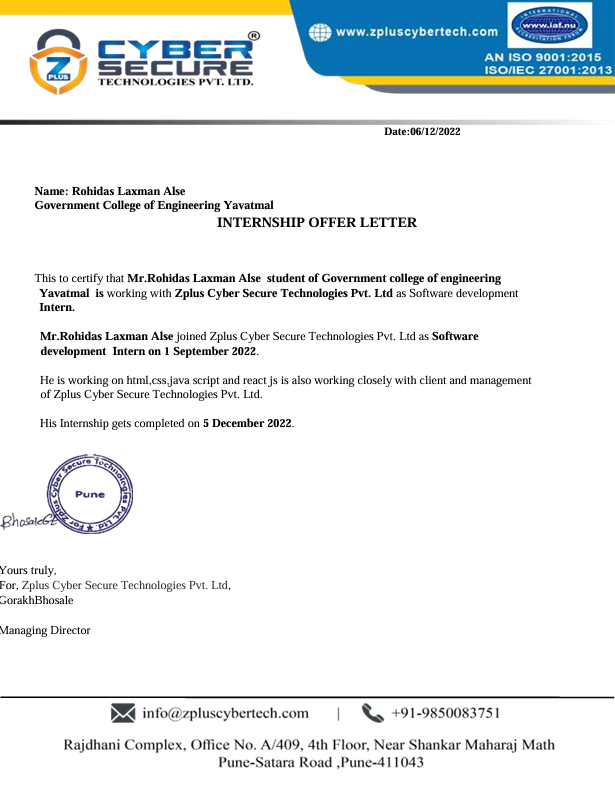 INTERNATIONAL
www.iaf.nu
ACCREDITATION FORUM
www.zpluscybertech.com
AN ISO 9001:2015
ISO/IEC 27001:2013
Z
PLUS
CYBER ®
SECURE
TECHNOLOGIES PVT. LTD.
Date:06/12/2022
Name: Rohidas Laxman Alse
Government College of Engineering Yavatmal
INTERNSHIP OFFER LETTER
This to certify that Mr.Rohidas Laxman Alse student of Government college of engineering
Yavatmal is working with Zplus Cyber Secure Technologies Pvt. Ltd as Software development
Intern.
Mr.Rohidas Laxman Alse joined Zplus Cyber Secure Technologies Pvt. Ltd as Software
development Intern on 1 September 2022.
He is working on html,css,java script and react js is also working closely with client and management
of Zplus Cyber Secure Technologies Pvt. Ltd.
His Internship gets completed on 5 December 2022.
For Zplus Cyber Secure Technologies Pvt. Ltd.
Pune
Yours truly,
For, Zplus Cyber Secure Technologies Pvt. Ltd,
GorakhBhosale
Managing Director
info@zpluscybertech.com | +91-9850083751
Rajdhani Complex, Office No. A/409, 4th Floor, Near Shankar Maharaj Math
Pune-Satara Road ,Pune-411043